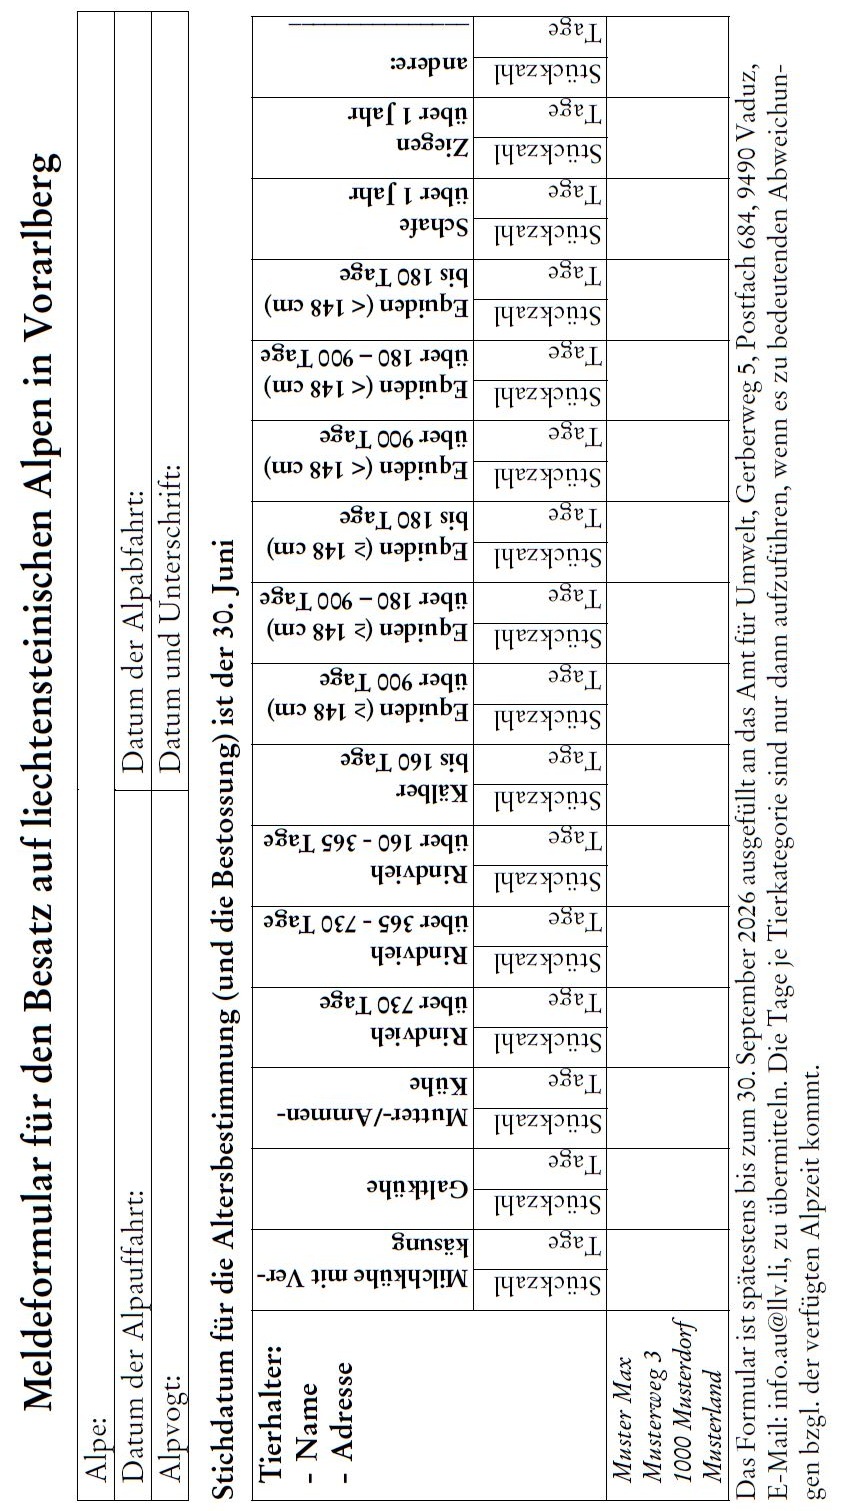 Meldeformular für den Besatz auf liechtensteinischen Alpen in Vorarlberg
Alpe:
Datum der Alpauffahrt:
Datum der Alpabfahrt:
Alpvogt:
Datum und Unterschrift:
Stichdatum für die Altersbestimmung (und die Bestossung) ist der 30. Juni
Tierhalter:
- Name
- Adresse
Milchkühe mit Ver-
käsung
Stückzahl
Tage
Galtkühe
Stückzahl
Tage
Mutter-/Ammen-
Kühe
Stückzahl
Tage
Rindvieh
über 730 Tage
Stückzahl
Tage
Rindvieh
über 365 - 730 Tage
Stückzahl
Tage
Rindvieh
über 160 - 365 Tage
Stückzahl
Tage
Kälber
bis 160 Tage
Stückzahl
Tage
Equiden (≥ 148 cm)
über 900 Tage
Stückzahl
Tage
Equiden (≥ 148 cm)
über 180 – 900 Tage
Stückzahl
Tage
Equiden (≥ 148 cm)
bis 180 Tage
Stückzahl
Tage
Equiden (< 148 cm)
über 900 Tage
Stückzahl
Tage
Equiden (< 148 cm)
über 180 – 900 Tage
Stückzahl
Tage
Equiden (< 148 cm)
bis 180 Tage
Stückzahl
Tage
Schafe
über 1 Jahr
Stückzahl
Tage
Ziegen
über 1 Jahr
Stückzahl
Tage
andere:
Stückzahl
Tage
Muster Max
Musterweg 3
1000 Musterdorf
Musterland
Das Formular ist spätestens bis zum 30. September 2026 ausgefüllt an das Amt für Umwelt, Gerberweg 5, Postfach 684, 9490 Vaduz,
E-Mail: info.au@llv.li, zu übermitteln. Die Tage je Tierkategorie sind nur dann aufzuführen, wenn es zu bedeutenden Abweichun-
gen bzgl. der verfügten Alpzeit kommt.